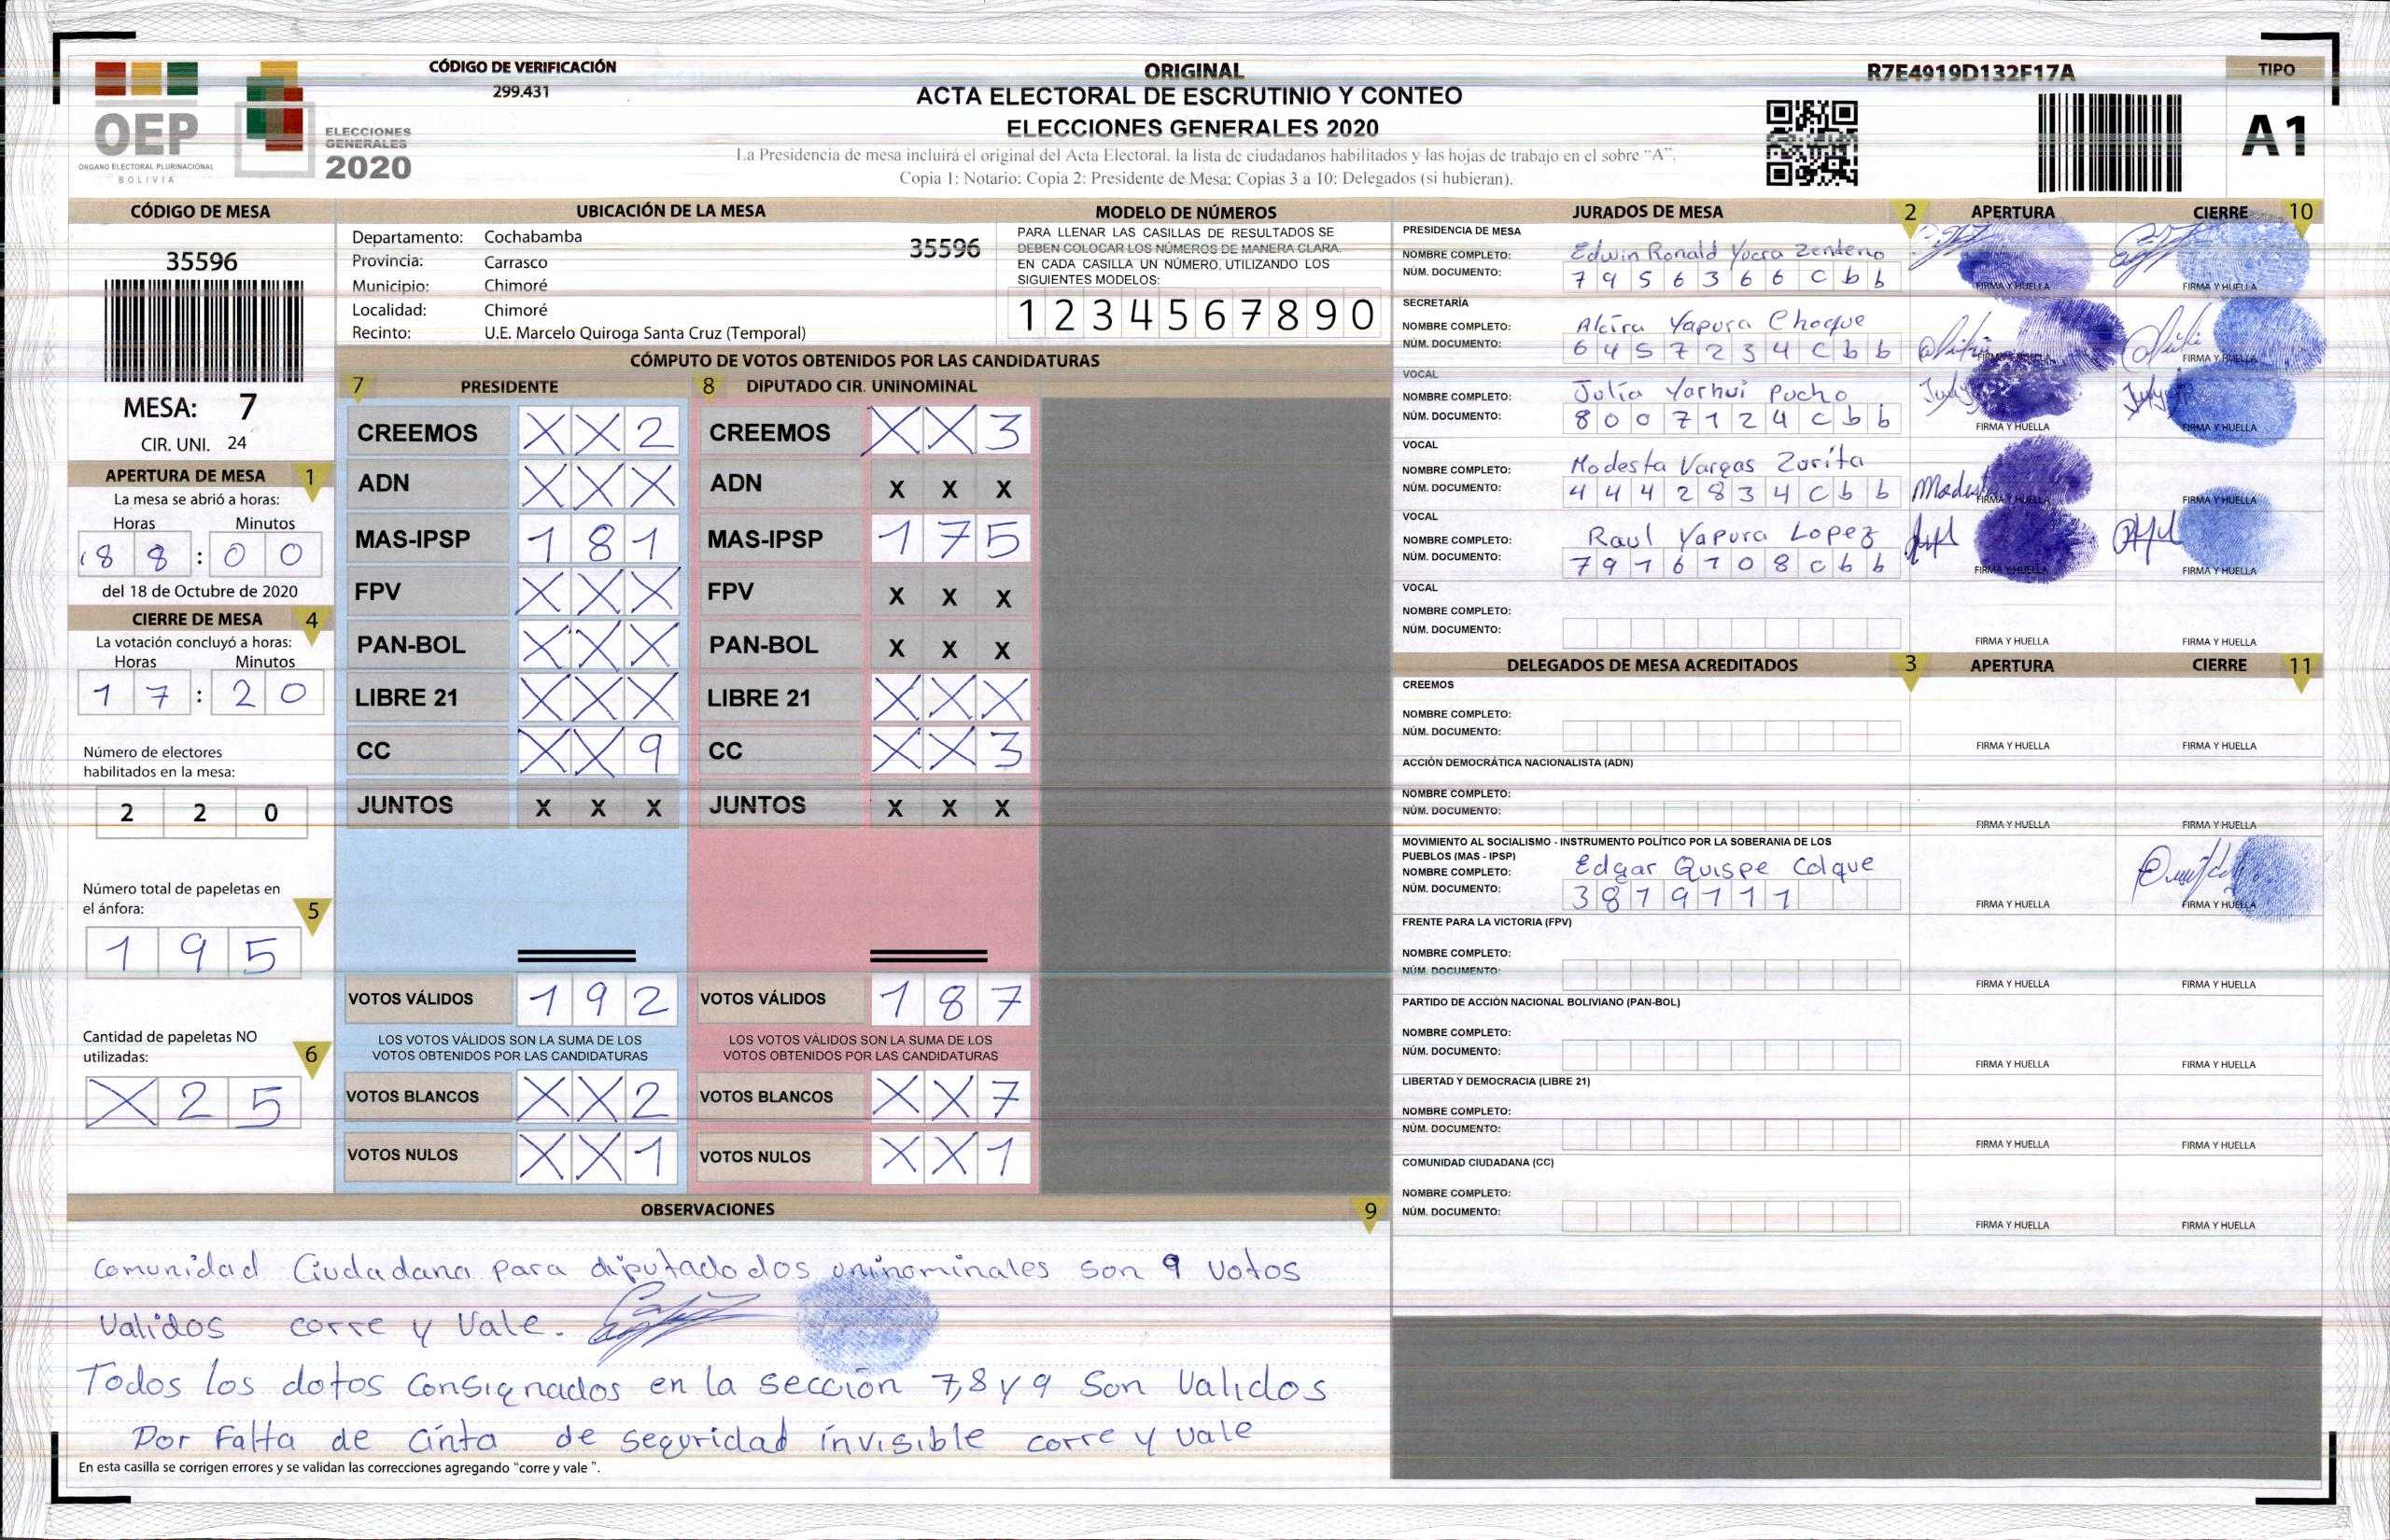 CÓDIGO DE VERIFICACIÓN
299.431
ORIGINAL
ACTA ELECTORAL DE ESCRUTINIO Y CONTEO
ELECCIONES GENERALES 2020
La Presidencia de mesa incluirá el original del Acta Electoral, la lista de ciudadanos habilitados y las hojas de trabajo en el sobre "A".
Copia 1: Notario; Copia 2: Presidente de Mesa; Copias 3 a 10: Delegados (si hubieran).
R7E4919D132F17A
TIPO
A1
OEP
ÓRGANO ELECTORAL PLURINACIONAL
BOLIVIA
ELECCIONES
GENERALES
2020
CÓDIGO DE MESA
35596
MESA: 7
CIR. UNI. 24
APERTURA DE MESA 1
La mesa se abrió a horas:
Horas Minutos
8 8 : 0 0
del 18 de Octubre de 2020
CIERRE DE MESA 4
La votación concluyó a horas:
Horas Minutos
1 7 : 2 0
Número de electores
habilitados en la mesa:
2 2 0
Número total de papeletas en
el ánfora: 5
1 9 5
Cantidad de papeletas NO
utilizadas: 6
X 2 5
UBICACIÓN DE LA MESA
Departamento: Cochabamba
35596
Provincia: Carrasco
Municipio: Chimoré
Localidad: Chimoré
Recinto: U.E. Marcelo Quiroga Santa Cruz (Temporal)
MODELO DE NÚMEROS
PARA LLENAR LAS CASILLAS DE RESULTADOS SE
DEBEN COLOCAR LOS NÚMEROS DE MANERA CLARA.
EN CADA CASILLA UN NÚMERO, UTILIZANDO LOS
SIGUIENTES MODELOS:
1 2 3 4 5 6 7 8 9 0
CÓMPUTO DE VOTOS OBTENIDOS POR LAS CANDIDATURAS
7 PRESIDENTE 8 DIPUTADO CIR. UNINOMINAL
CREEMOS X X 2 CREEMOS X X 3
ADN X X X ADN X X X
MAS-IPSP 1 8 1 MAS-IPSP 1 7 5
FPV X X X FPV X X X
PAN-BOL X X X PAN-BOL X X X
LIBRE 21 X X X LIBRE 21 X X X
CC X X 9 CC X X 3
JUNTOS X X X JUNTOS X X X
VOTOS VÁLIDOS 1 9 2 VOTOS VÁLIDOS 1 8 7
LOS VOTOS VÁLIDOS SON LA SUMA DE LOS LOS VOTOS VÁLIDOS SON LA SUMA DE LOS
VOTOS OBTENIDOS POR LAS CANDIDATURAS VOTOS OBTENIDOS POR LAS CANDIDATURAS
VOTOS BLANCOS X X 2 VOTOS BLANCOS X X 7
VOTOS NULOS X X 1 VOTOS NULOS X X 1
OBSERVACIONES 9
Comunidad Ciudadana para diputadodos uninominales son 9 votos
Validos corre y Vale.
Todos los datos Consignados en la sección 7,8 y 9 Son Validos
Por Falta de cinta de seguridad invisible corre y vale
En esta casilla se corrigen errores y se validan las correcciones agregando "corre y vale ".
JURADOS DE MESA 2 APERTURA CIERRE 10
PRESIDENCIA DE MESA
NOMBRE COMPLETO: Edwin Ronald Yucra Zenteno
NÚM. DOCUMENTO: 7 9 5 6 3 6 6 C b b
FIRMA Y HUELLA FIRMA Y HUELLA
SECRETARÍA
NOMBRE COMPLETO: Alcira Yapura Choque
NÚM. DOCUMENTO: 6 4 5 7 2 3 4 C b b
FIRMA Y HUELLA FIRMA Y HUELLA
VOCAL
NOMBRE COMPLETO: Julia Yarhui Pucho
NÚM. DOCUMENTO: 8 0 0 7 1 2 4 C b b
FIRMA Y HUELLA FIRMA Y HUELLA
VOCAL
NOMBRE COMPLETO: Modesta Vargas Zurita
NÚM. DOCUMENTO: 4 4 4 2 8 3 4 C b b
FIRMA Y HUELLA FIRMA Y HUELLA
VOCAL
NOMBRE COMPLETO: Raul Yapura Lopez
NÚM. DOCUMENTO: 7 9 1 6 1 0 8 C b b
FIRMA Y HUELLA FIRMA Y HUELLA
VOCAL
NOMBRE COMPLETO:
NÚM. DOCUMENTO:
FIRMA Y HUELLA FIRMA Y HUELLA
DELEGADOS DE MESA ACREDITADOS 3 APERTURA CIERRE 11
CREEMOS
NOMBRE COMPLETO:
NÚM. DOCUMENTO:
FIRMA Y HUELLA FIRMA Y HUELLA
ACCIÓN DEMOCRÁTICA NACIONALISTA (ADN)
NOMBRE COMPLETO:
NÚM. DOCUMENTO:
FIRMA Y HUELLA FIRMA Y HUELLA
MOVIMIENTO AL SOCIALISMO - INSTRUMENTO POLÍTICO POR LA SOBERANIA DE LOS
PUEBLOS (MAS - IPSP)
NOMBRE COMPLETO: Edgar Quispe Colque
NÚM. DOCUMENTO: 3 8 7 9 7 1 1
FIRMA Y HUELLA FIRMA Y HUELLA
FRENTE PARA LA VICTORIA (FPV)
NOMBRE COMPLETO:
NÚM. DOCUMENTO:
FIRMA Y HUELLA FIRMA Y HUELLA
PARTIDO DE ACCIÓN NACIONAL BOLIVIANO (PAN-BOL)
NOMBRE COMPLETO:
NÚM. DOCUMENTO:
FIRMA Y HUELLA FIRMA Y HUELLA
LIBERTAD Y DEMOCRACIA (LIBRE 21)
NOMBRE COMPLETO:
NÚM. DOCUMENTO:
FIRMA Y HUELLA FIRMA Y HUELLA
COMUNIDAD CIUDADANA (CC)
NOMBRE COMPLETO:
NÚM. DOCUMENTO:
FIRMA Y HUELLA FIRMA Y HUELLA